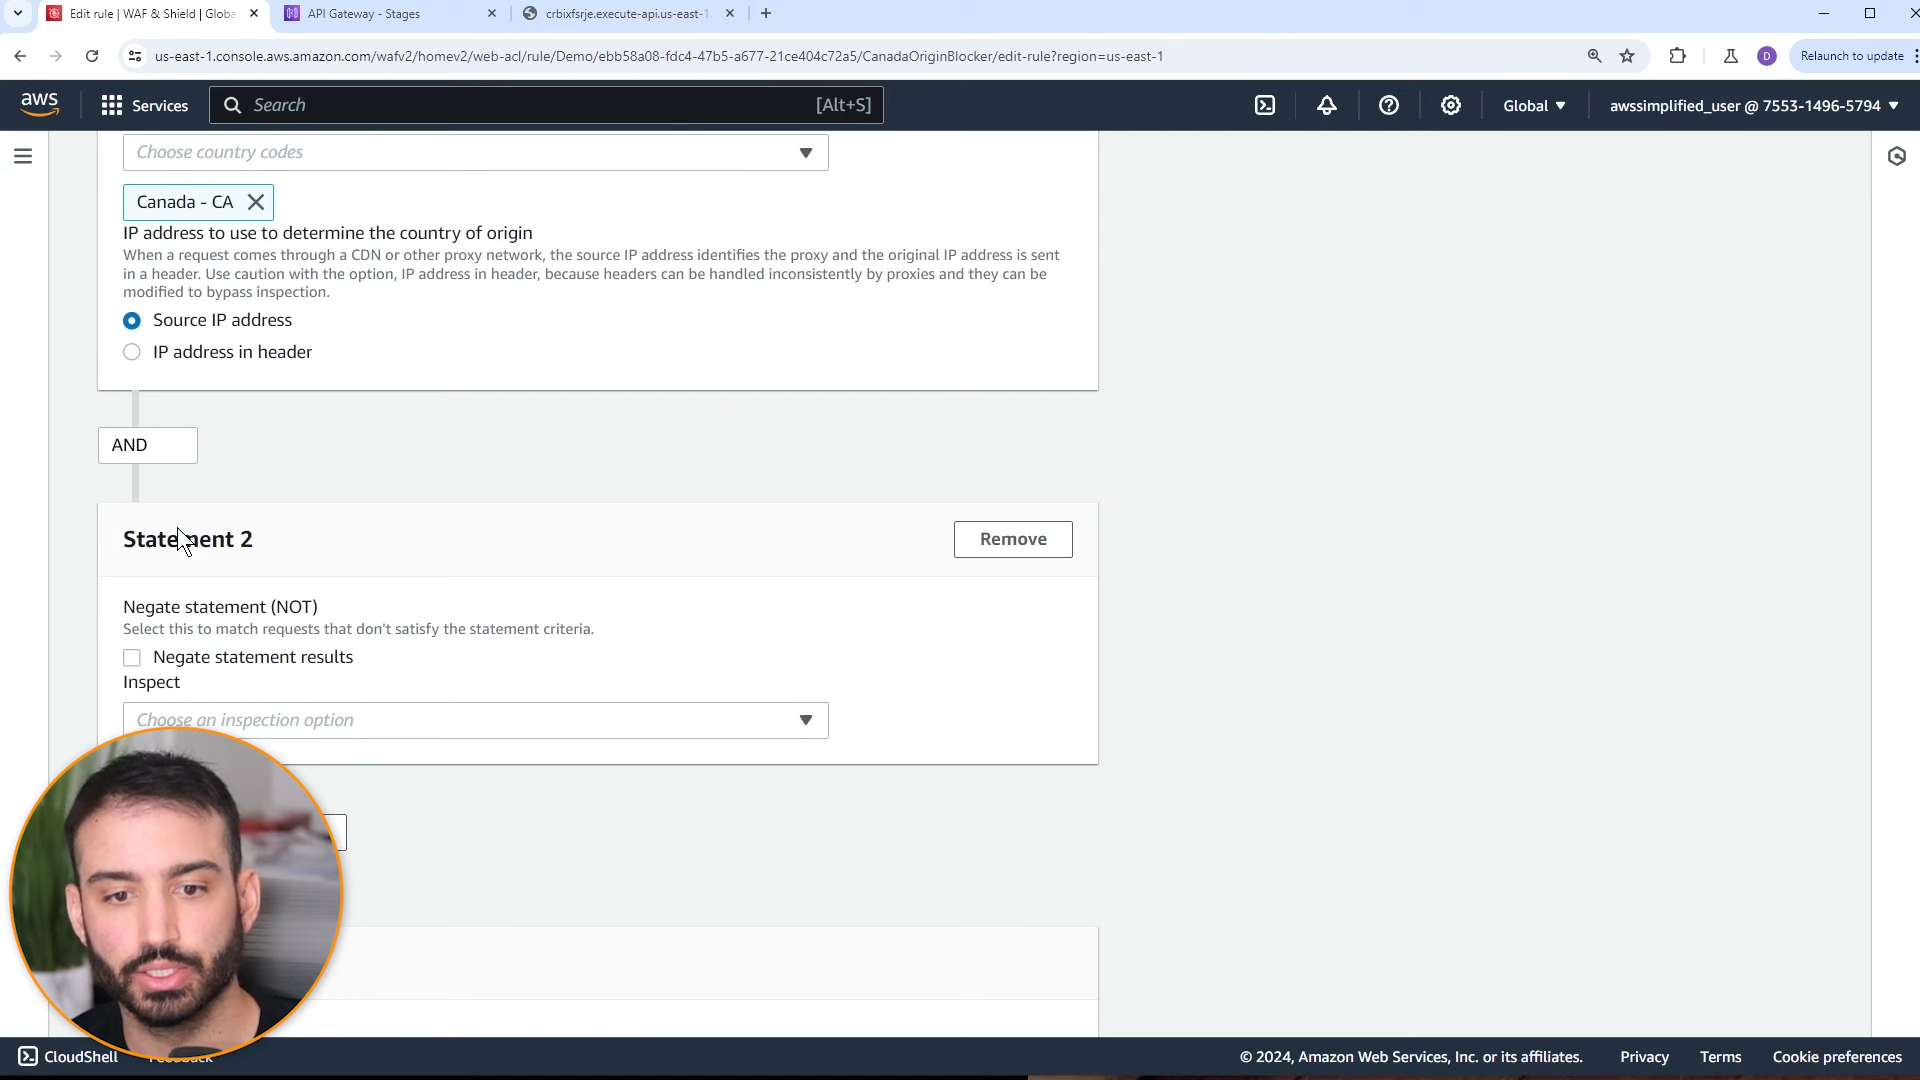 Edit rule | WAF & Shield | Globa
API Gateway - Stages
crbixfsrje.execute-api.us-east-1
us-east-1.console.aws.amazon.com/wafv2/homev2/web-acl/rule/Demo/ebb58a08-fdc4-47b5-a677-21ce404c72a5/CanadaOriginBlocker/edit-rule?region=us-east-1
D
Relaunch to update
aws
Services
Search
[Alt+S]
Global
awssimplified_user @ 7553-1496-5794
Choose country codes
Canada - CA
IP address to use to determine the country of origin
When a request comes through a CDN or other proxy network, the source IP address identifies the proxy and the original IP address is sent
in a header. Use caution with the option, IP address in header, because headers can be handled inconsistently by proxies and they can be
modified to bypass inspection.
Source IP address
IP address in header
AND
Statement 2
Remove
Negate statement (NOT)
Select this to match requests that don't satisfy the statement criteria.
Negate statement results
Inspect
Choose an inspection option
CloudShell
Feedback
© 2024, Amazon Web Services, Inc. or its affiliates.
Privacy
Terms
Cookie preferences